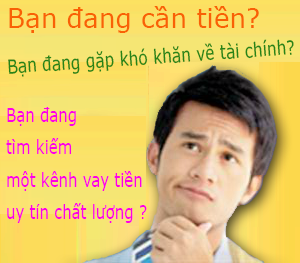 Bạn đang cần tiền?
Bạn đang gặp khó khăn về tài chính?
Bạn đang
tìm kiếm
một kênh vay tiền
uy tín chất lượng ?